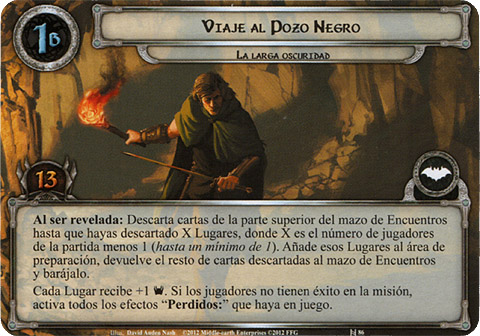 1B
Viaje al Pozo Negro
La larga oscuridad
13
Al ser revelada: Descarta cartas de la parte superior del mazo de Encuentros
hasta que hayas descartado X Lugares, donde X es el número de jugadores
de la partida menos 1 (hasta un mínimo de 1). Añade esos Lugares al área de
preparación, devuelve el resto de cartas descartadas al mazo de Encuentros
y barájalo.
Cada Lugar recibe +1. Si los jugadores no tienen éxito en la misión,
activa todos los efectos “Perdidos:” que haya en juego.
Ilus. David Auden Nash ©2012 Middle-earth Enterprises ©2012 FFG 86